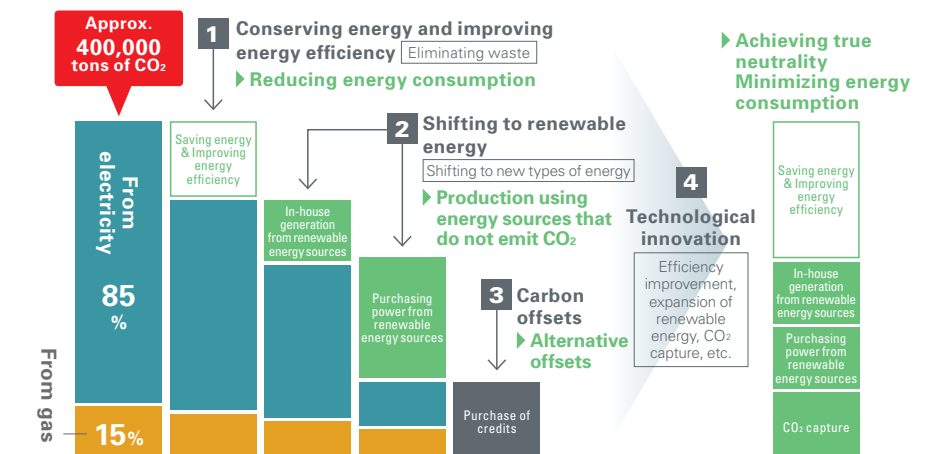 Approx.
400,000
tons of CO₂
From
electricity
85
%
From gas
15%
1
Conserving energy and improving
energy efficiency
Eliminating waste
Reducing energy consumption
Saving energy
& Improving
energy
efficiency
2
Shifting to renewable
energy
Shifting to new types of energy
Production using
energy sources that
do not emit CO₂
In-house
generation
from renewable
energy sources
Purchasing
power from
renewable
energy sources
3
Carbon
offsets
Alternative
offsets
Purchase of
credits
4
Technological
innovation
Efficiency
improvement,
expansion of
renewable
energy, CO₂
capture, etc.
Achieving true
neutrality
Minimizing energy
consumption
Saving energy
& Improving
energy
efficiency
In-house
generation
from renewable
energy sources
Purchasing
power from
renewable
energy sources
CO₂ capture